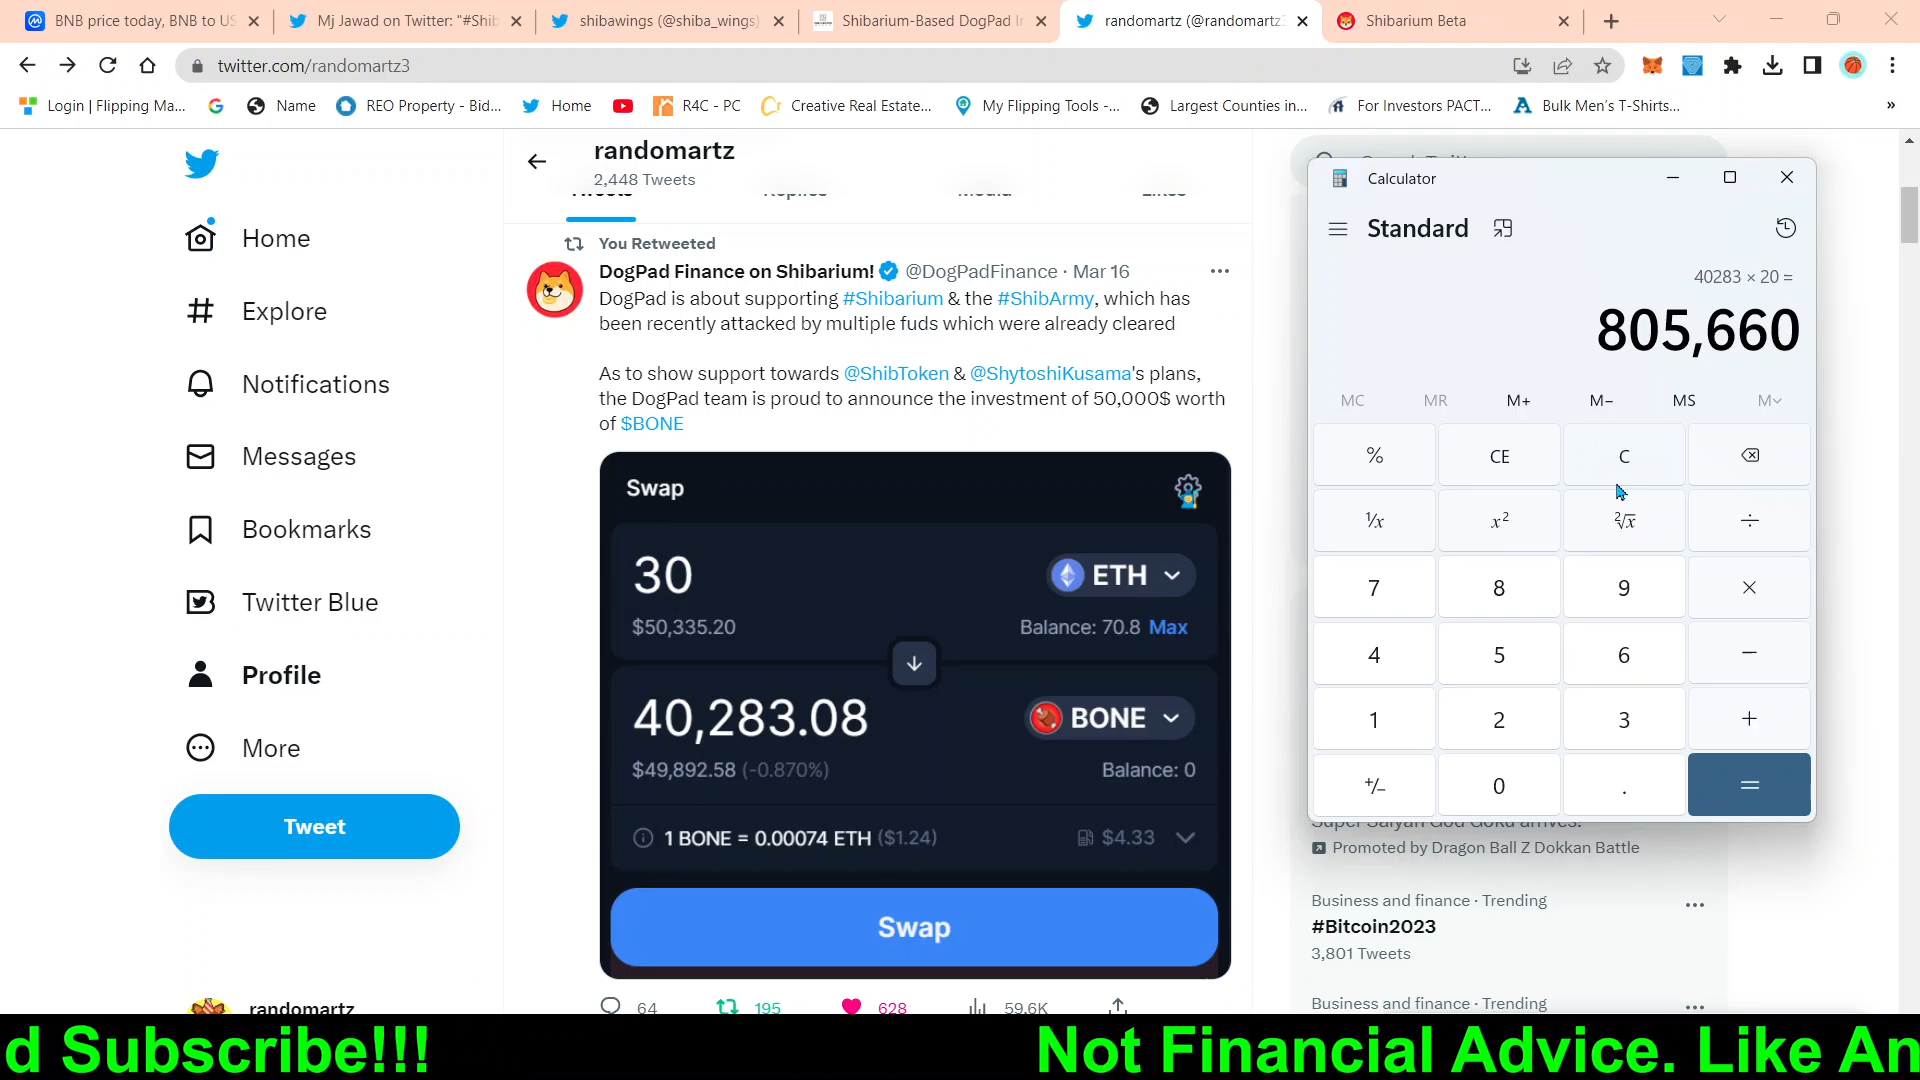 BNB price today, BNB to US
Mj Jawad on Twitter: "#Shib
shibawings (@shiba_wings)
Shibarium-Based DogPad I
randomartz (@randomartz
Shibarium Beta
twitter.com/randomartz3
Login | Flipping Ma...
Name
REO Property - Bid...
Home
R4C - PC
Creative Real Estate...
My Flipping Tools -...
Largest Counties in...
For Investors PACT...
Bulk Men's T-Shirts...
»
Home
Explore
Notifications
Messages
Bookmarks
Twitter Blue
Profile
More
Tweet
randomartz
randomartz
2,448 Tweets
Tweets
Replies
Media
Likes
You Retweeted
DogPad Finance on Shibarium! @DogPadFinance · Mar 16
DogPad is about supporting #Shibarium & the #ShibArmy, which has
been recently attacked by multiple fuds which were already cleared
As to show support towards @ShibToken & @ShytoshiKusama's plans,
the DogPad team is proud to announce the investment of 50,000$ worth
of $BONE
Swap
30
ETH
$50,335.20
Balance: 70.8 Max
40,283.08
BONE
$49,892.58 (-0.870%)
Balance: 0
1 BONE = 0.00074 ETH ($1.24)
$4.33
Swap
64
195
628
59.6K
Calculator
Standard
40283 × 20 =
805,660
MC MR M+ M− MS M˅
% CE C
¹/x x² ²√x ÷
7 8 9 ×
4 5 6 −
1 2 3 +
+/− 0 . =
Super Saiyan God Goku arrives!
Promoted by Dragon Ball Z Dokkan Battle
Business and finance · Trending
#Bitcoin2023
3,801 Tweets
Business and finance · Trending
d Subscribe!!!
Not Financial Advice. Like An